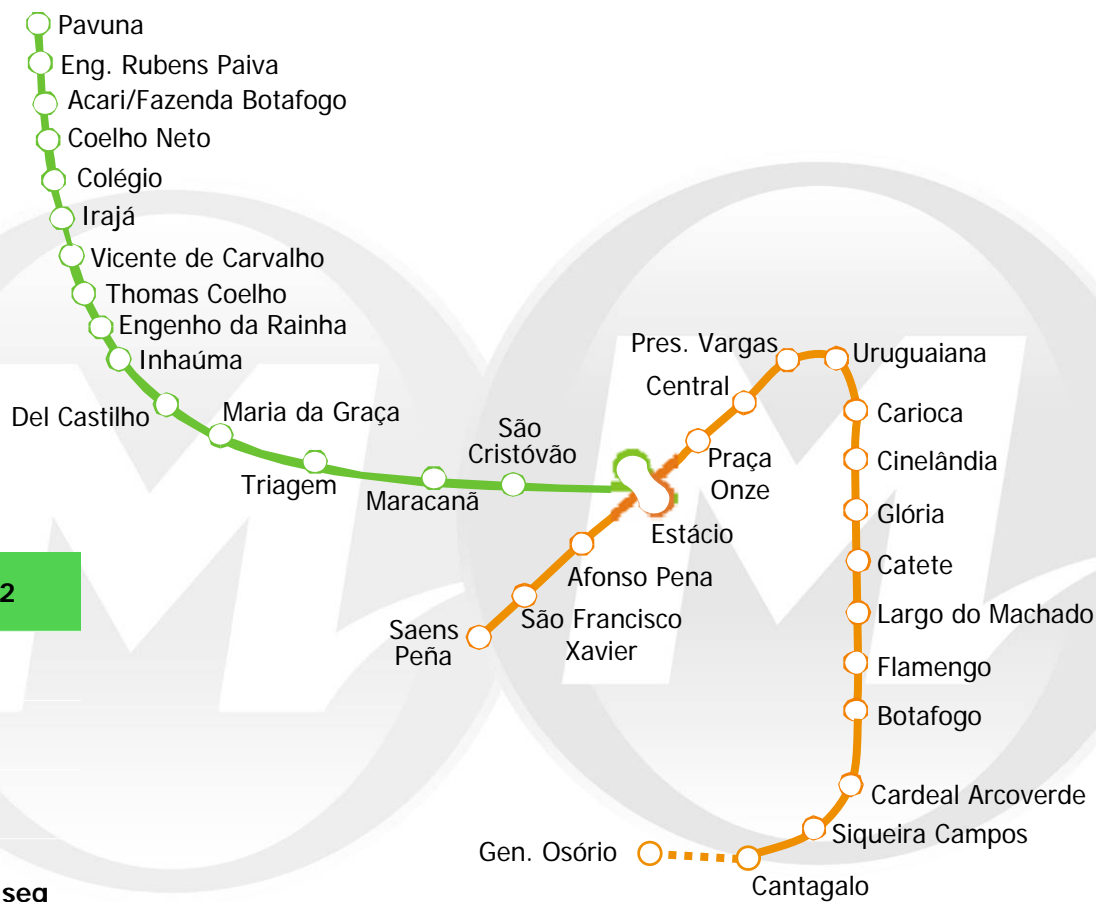 Pavuna
Eng. Rubens Paiva
Acari/Fazenda Botafogo
Coelho Neto
Colégio
Irajá
Vicente de Carvalho
Thomas Coelho
Engenho da Rainha
Inhaúma
Del Castilho
Maria da Graça
Triagem
Maracanã
São
Cristóvão
Estácio
Afonso Pena
São Francisco
Xavier
Saens
Peña
Praça
Onze
Central
Pres. Vargas
Uruguaiana
Carioca
Cinelândia
Glória
Catete
Largo do Machado
Flamengo
Botafogo
Cardeal Arcoverde
Siqueira Campos
Cantagalo
Gen. Osório
2
seg